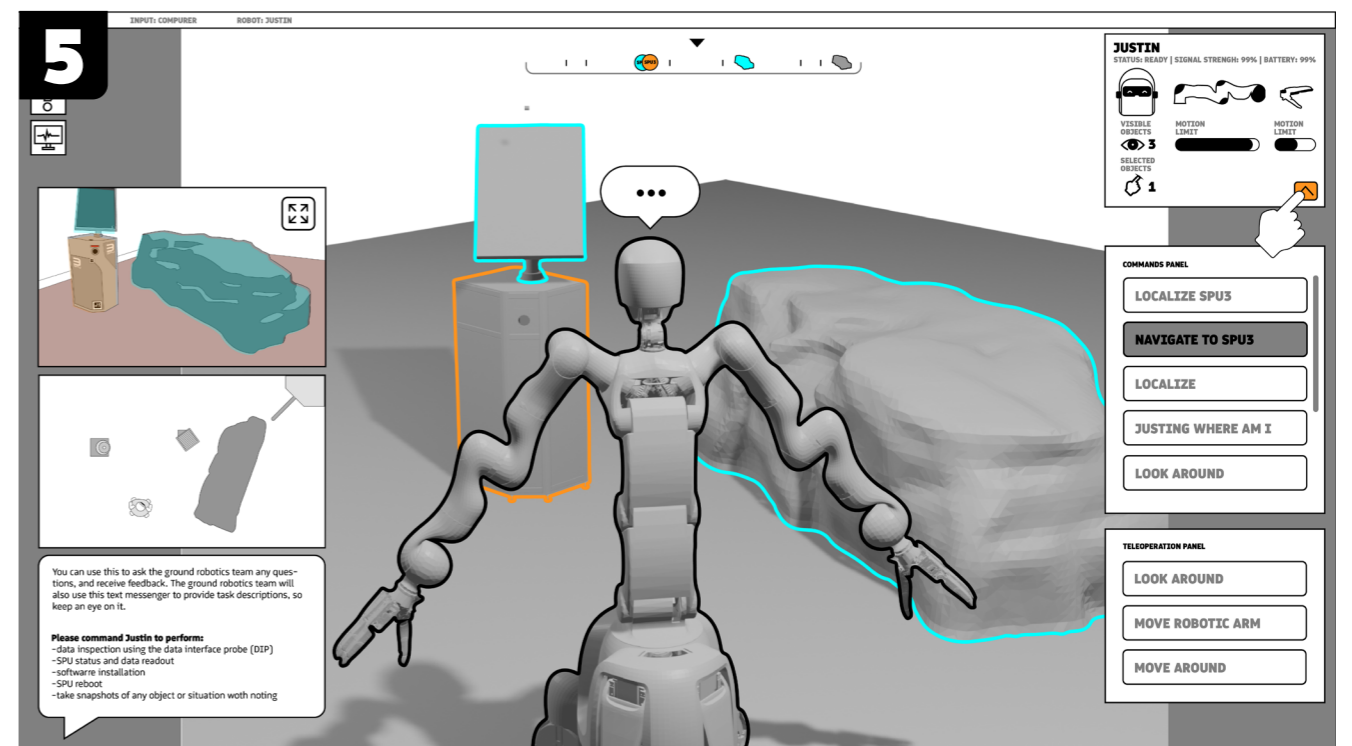 5
INPUT: COMPURER
ROBOT: JUSTIN
SPU3
JUSTIN
STATUS: READY | SIGNAL STRENGH: 99% | BATTERY: 99%
VISIBLE
OBJECTS
3
MOTION
LIMIT
MOTION
LIMIT
SELECTED
OBJECTS
1
COMMANDS PANEL
LOCALIZE SPU3
NAVIGATE TO SPU3
LOCALIZE
JUSTING WHERE AM I
LOOK AROUND
TELEOPERATION PANEL
LOOK AROUND
MOVE ROBOTIC ARM
MOVE AROUND
You can use this to ask the ground robotics team any ques-
tions, and receive feedback. The ground robotics team will
also use this text messenger to provide task descriptions, so
keep an eye on it.
Please command Justin to perform:
-data inspection using the data interface probe (DIP)
-SPU status and data readout
-softwarre installation
-SPU reboot
-take snapshots of any object or situation woth noting